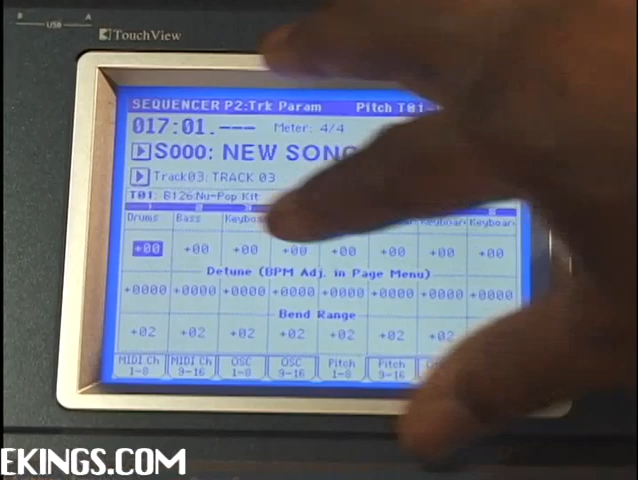 B USB A
TouchView
SEQUENCER P2:Trk Param Pitch T01-
017:01.--- Meter: 4/4
S000: NEW SONG
Track03: TRACK 03
T01: B126:Nu-Pop Kit
Drums Bass Keyboa Keyboar Keyboar
+00 +00 +00 +00 +00 +00 +00 +00
Detune (BPM Adj. in Page Menu)
+0000 +0000 +0000 +0000 +0000 +0000 +0000 +0000
Bend Range
+02 +02 +02 +02 +02 +02 +02
MIDI Ch 1-8 MIDI Ch 9-16 OSC 1-8 OSC 9-16 Pitch 1-8 Pitch 9-16
EKINGS.COM